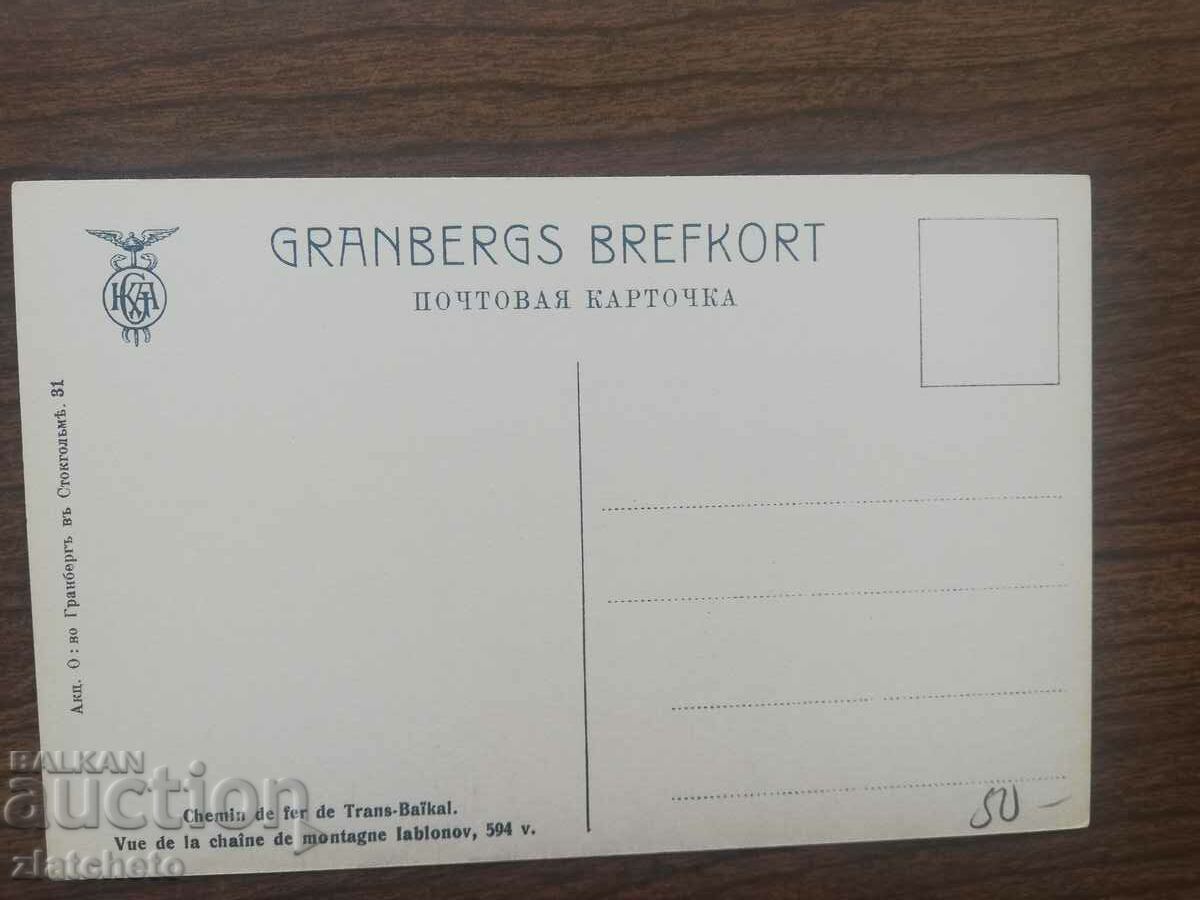 GRANBERGS BREFKORT
ПОЧТОВАЯ КАРТОЧКА
Акц. О:во Гранбергъ въ Стокгольмѣ. 31
Chemin de fer de Trans-Baïkal.
Vue de la chaîne de montagne Iablonov, 594 v.
50 –
BALKAN
auction
zlatcheto